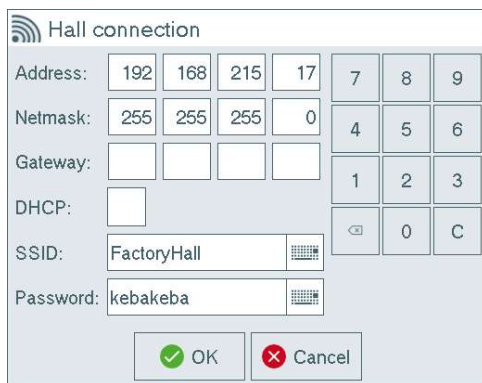 Hall connection
Address: 192 168 215 17
7 8 9
Netmask: 255 255 255 0
4 5 6
Gateway:
1 2 3
DHCP:
0 C
SSID: FactoryHall
Password: kebakeba
OK Cancel